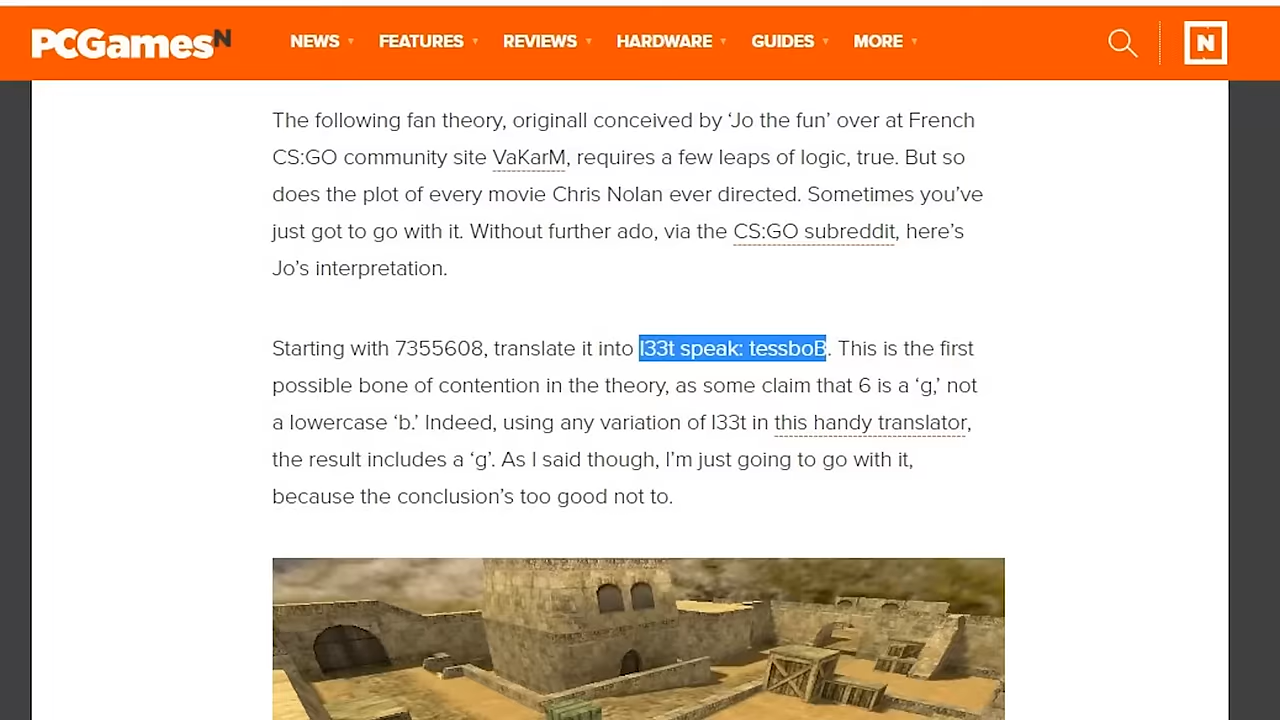 PCGamesN
NEWS FEATURES REVIEWS HARDWARE GUIDES MORE
N
The following fan theory, originall conceived by ‘Jo the fun’ over at French
CS:GO community site VaKarM, requires a few leaps of logic, true. But so
does the plot of every movie Chris Nolan ever directed. Sometimes you’ve
just got to go with it. Without further ado, via the CS:GO subreddit, here’s
Jo’s interpretation.
Starting with 7355608, translate it into l33t speak: tessboB. This is the first
possible bone of contention in the theory, as some claim that 6 is a ‘g,’ not
a lowercase ‘b.’ Indeed, using any variation of l33t in this handy translator,
the result includes a ‘g’. As I said though, I'm just going to go with it,
because the conclusion’s too good not to.